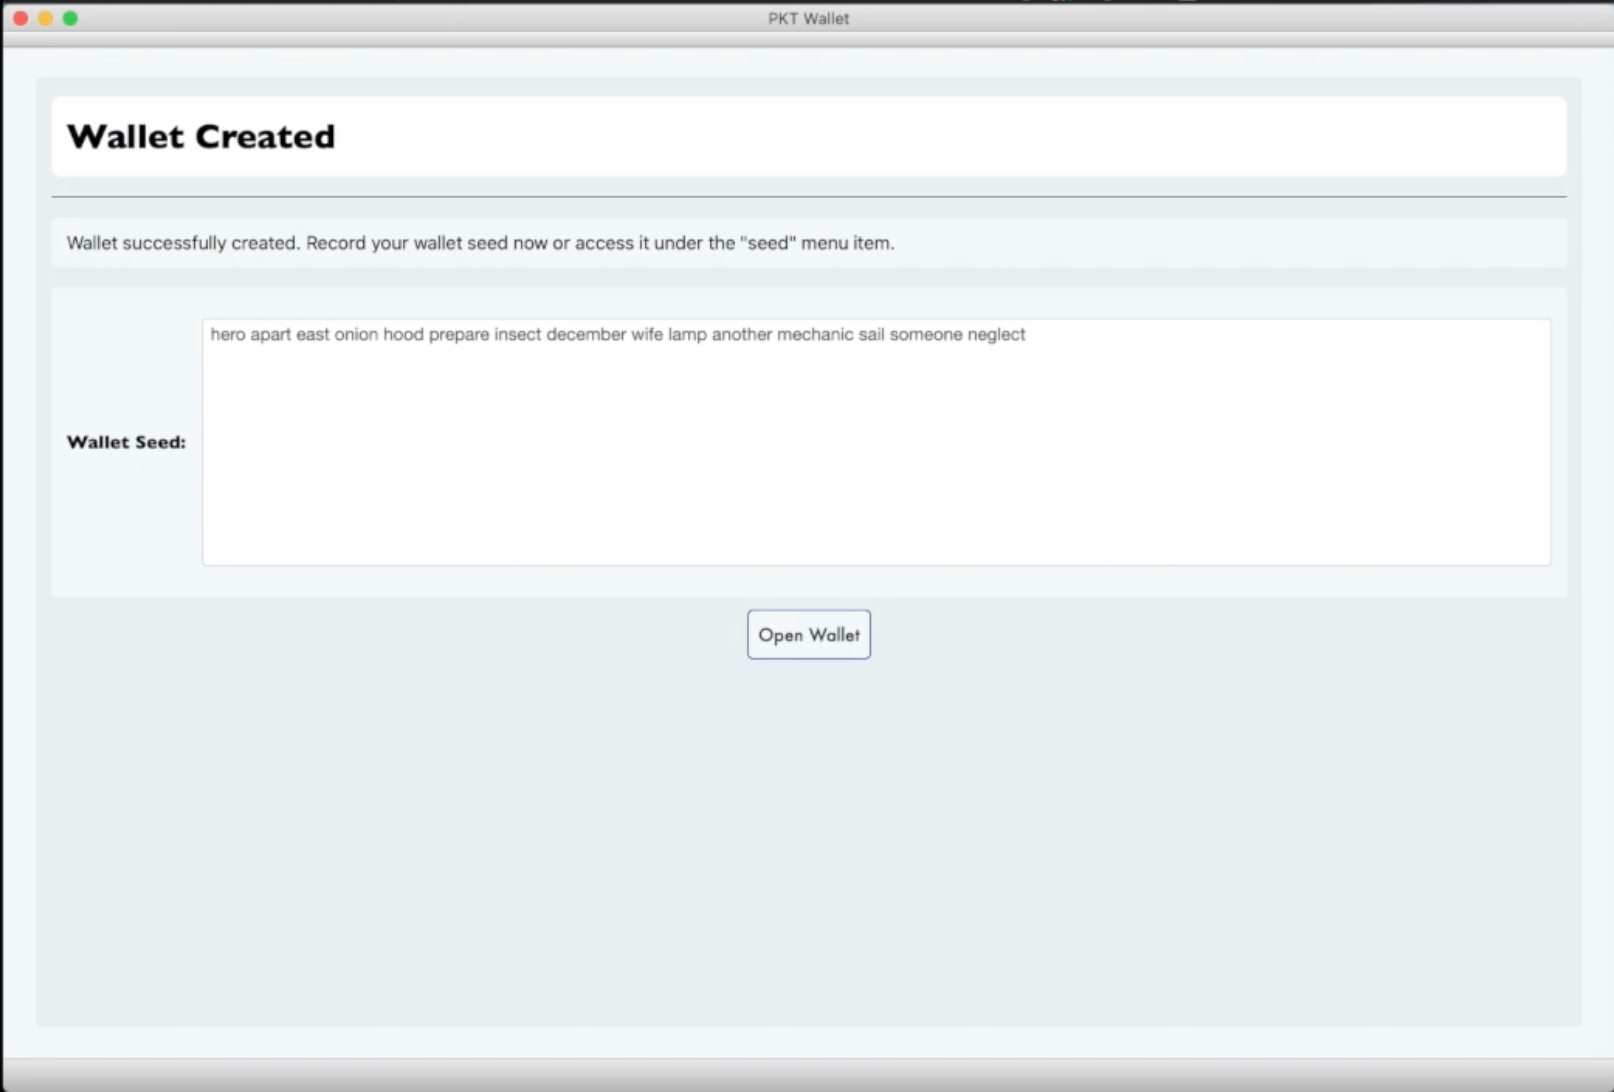 PKT Wallet
Wallet Created
Wallet successfully created. Record your wallet seed now or access it under the "seed" menu item.
hero apart east onion hood prepare insect december wife lamp another mechanic sail someone neglect
Wallet Seed:
Open Wallet